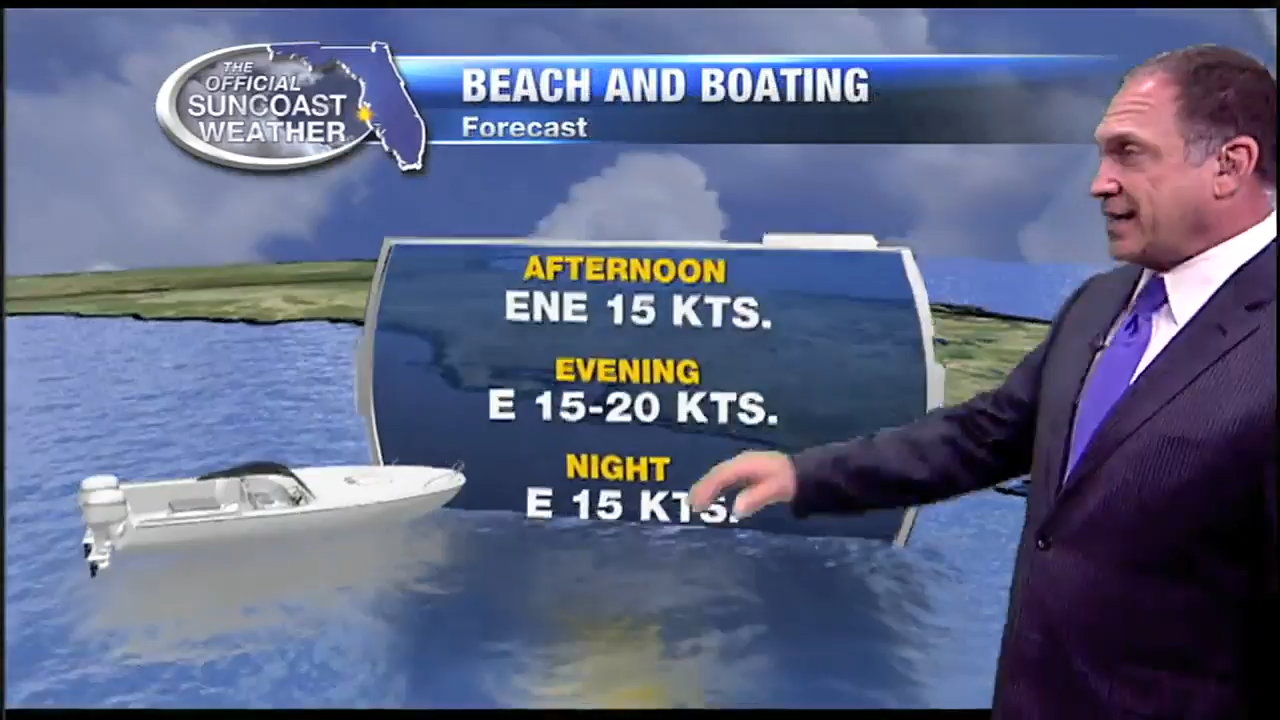 THE
OFFICIAL
SUNCOAST
WEATHER
BEACH AND BOATING
Forecast
AFTERNOON
ENE 15 KTS.
EVENING
E 15-20 KTS.
NIGHT
E 15 KTS.